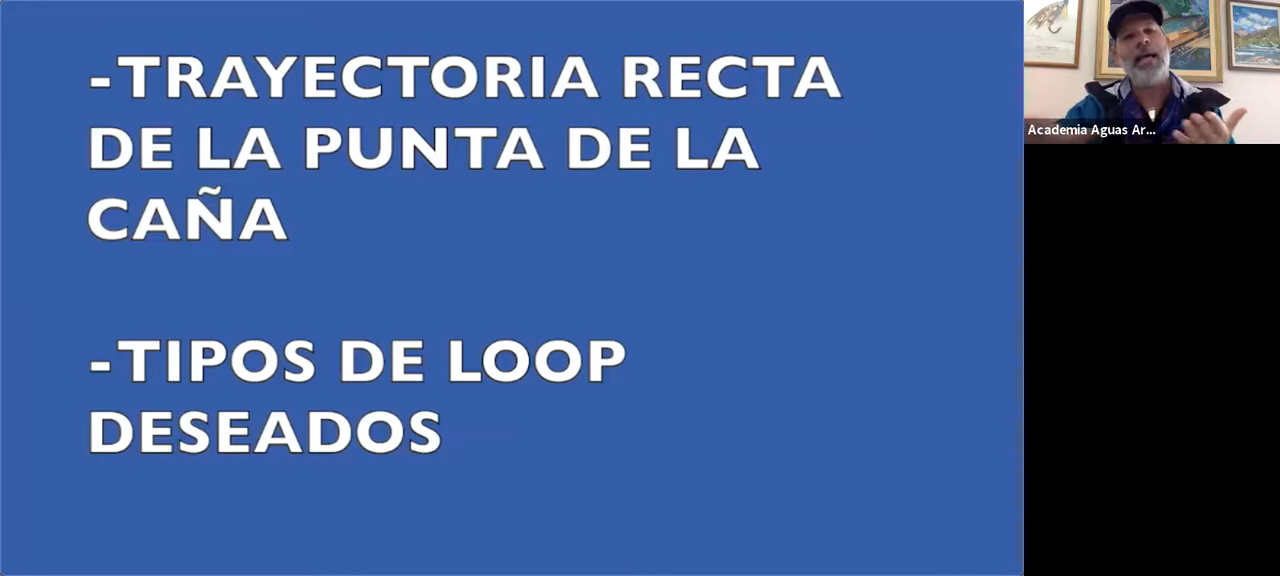 -TRAYECTORIA RECTA
DE LA PUNTA DE LA
CAÑA
-TIPOS DE LOOP
DESEADOS
Academia Aguas Ar...